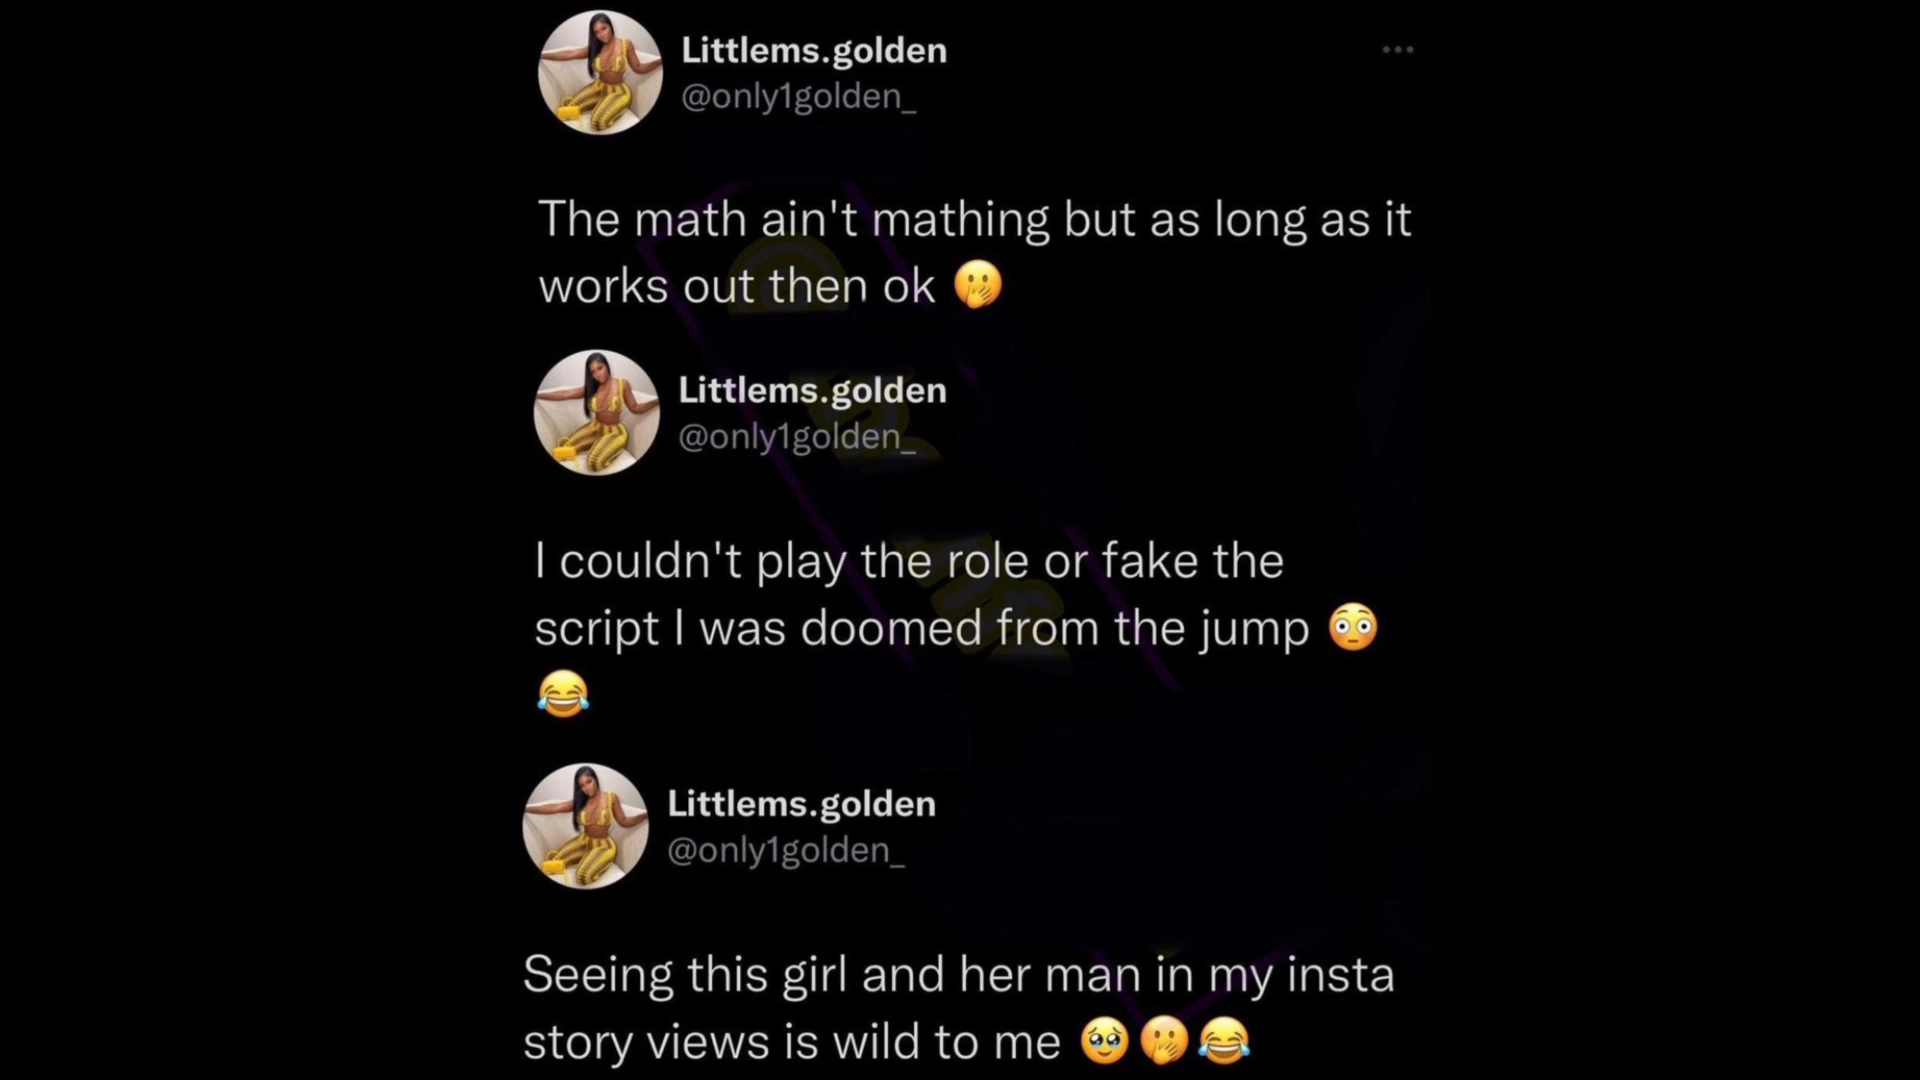 Littlems.golden
@only1golden_
The math ain't mathing but as long as it
works out then ok 🤭
Littlems.golden
@only1golden_
I couldn't play the role or fake the
script I was doomed from the jump 😳
😂
Littlems.golden
@only1golden_
Seeing this girl and her man in my insta
story views is wild to me 🥹🤭😂